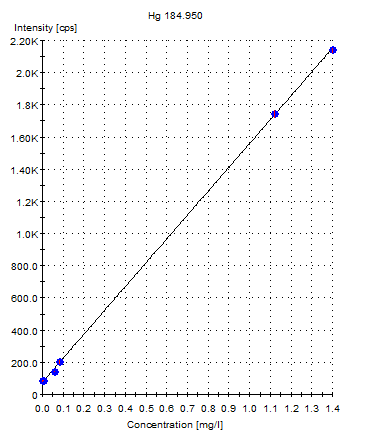 Hg 184.950
Intensity [cps]
2.20K
2.0K
1.8K
1.60K
1.40K
1.2K
1.0K
800.0
600.0
400.0
200.0
0
0.0 0.1 0.2 0.3 0.4 0.5 0.6 0.7 0.8 0.9 1.0 1.1 1.2 1.3 1.4
Concentration [mg/l]